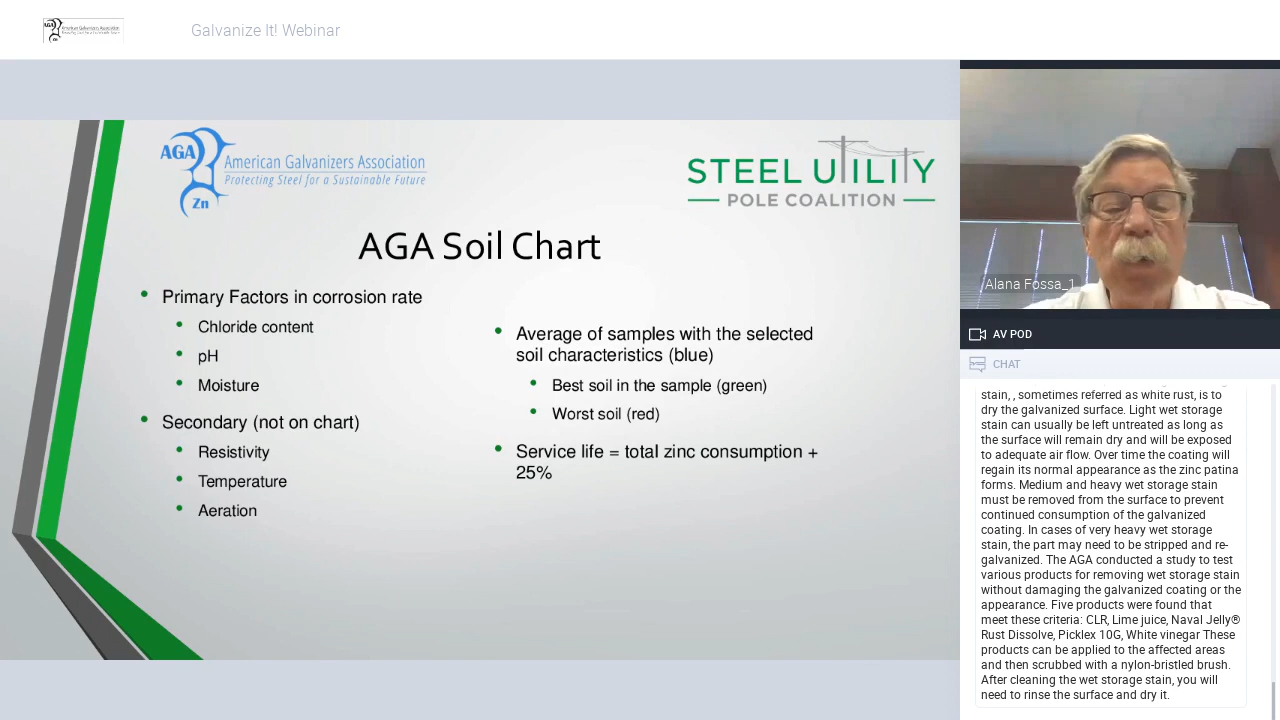 AGA
American Galvanizers Association
Galvanize It! Webinar
AGA
American Galvanizers Association
Protecting Steel for a Sustainable Future
Zn
STEEL UTILITY
POLE COALITION
AGA Soil Chart
• Primary Factors in corrosion rate
• Chloride content
• pH
• Moisture
• Secondary (not on chart)
• Resistivity
• Temperature
• Aeration
• Average of samples with the selected
soil characteristics (blue)
• Best soil in the sample (green)
• Worst soil (red)
• Service life = total zinc consumption +
25%
Alana Fossa_1
AV POD
CHAT
stain, , sometimes referred as white rust, is to
dry the galvanized surface. Light wet storage
stain can usually be left untreated as long as
the surface will remain dry and will be exposed
to adequate air flow. Over time the coating will
regain its normal appearance as the zinc patina
forms. Medium and heavy wet storage stain
must be removed from the surface to prevent
continued consumption of the galvanized
coating. In cases of very heavy wet storage
stain, the part may need to be stripped and re-
galvanized. The AGA conducted a study to test
various products for removing wet storage stain
without damaging the galvanized coating or the
appearance. Five products were found that
meet these criteria: CLR, Lime juice, Naval Jelly®
Rust Dissolve, Picklex 10G, White vinegar These
products can be applied to the affected areas
and then scrubbed with a nylon-bristled brush.
After cleaning the wet storage stain, you will
need to rinse the surface and dry it.